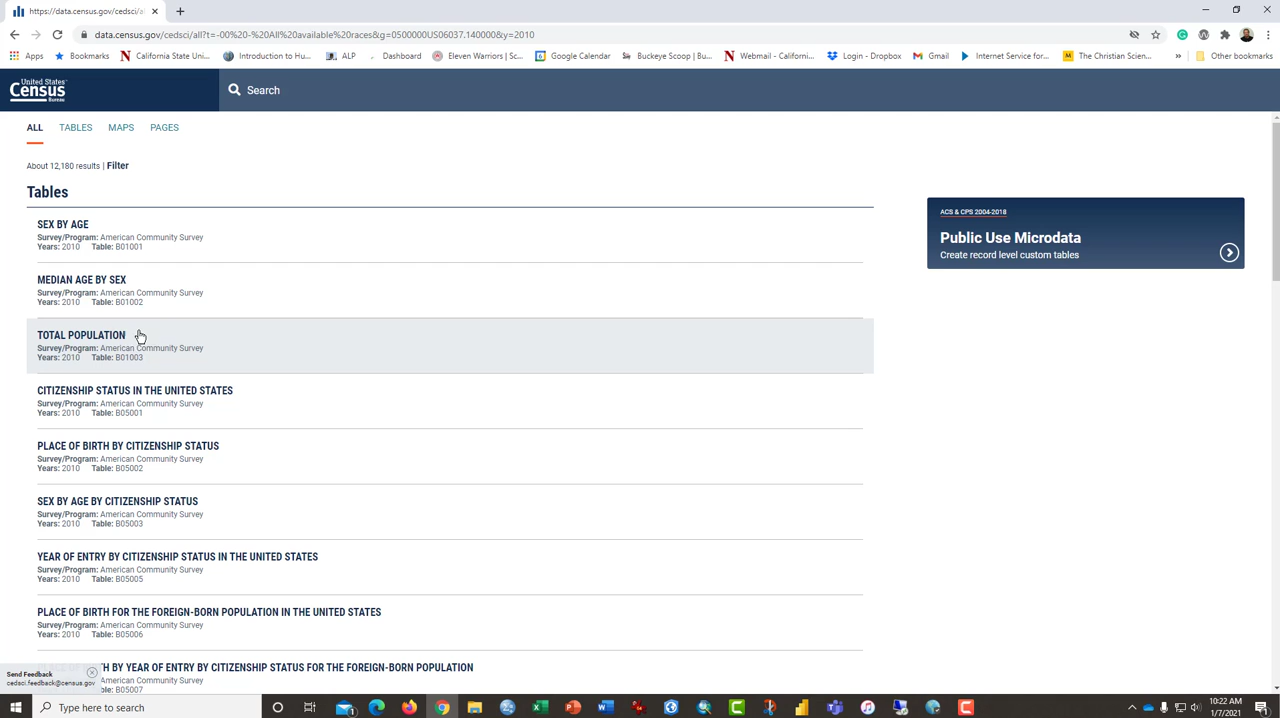 https://data.census.gov/cedsci/all
data.census.gov/cedsci/all?t=-00%20-%20All%20available%20races&g=0500000US06037.140000&y=2010
Apps
Bookmarks
California State Uni...
Introduction to Hu...
ALP
Dashboard
Eleven Warriors | Sc...
Google Calendar
Buckeye Scoop | Bu...
Webmail - Californi...
Login - Dropbox
Gmail
Internet Service for...
The Christian Scien...
»
Other bookmarks
United States
Census
Bureau
Search
ALL TABLES MAPS PAGES
About 12,180 results | Filter
Tables
SEX BY AGE
Survey/Program: American Community Survey
Years: 2010 Table: B01001
MEDIAN AGE BY SEX
Survey/Program: American Community Survey
Years: 2010 Table: B01002
TOTAL POPULATION
Survey/Program: American Community Survey
Years: 2010 Table: B01003
CITIZENSHIP STATUS IN THE UNITED STATES
Survey/Program: American Community Survey
Years: 2010 Table: B05001
PLACE OF BIRTH BY CITIZENSHIP STATUS
Survey/Program: American Community Survey
Years: 2010 Table: B05002
SEX BY AGE BY CITIZENSHIP STATUS
Survey/Program: American Community Survey
Years: 2010 Table: B05003
YEAR OF ENTRY BY CITIZENSHIP STATUS IN THE UNITED STATES
Survey/Program: American Community Survey
Years: 2010 Table: B05005
PLACE OF BIRTH FOR THE FOREIGN-BORN POPULATION IN THE UNITED STATES
Survey/Program: American Community Survey
Years: 2010 Table: B05006
BY YEAR OF ENTRY BY CITIZENSHIP STATUS FOR THE FOREIGN-BORN POPULATION
American Community Survey
B05007
ACS & CPS 2004-2018
Public Use Microdata
Create record level custom tables
Send Feedback
cedsci.feedback@census.gov
Type here to search
10:22 AM
1/7/2021